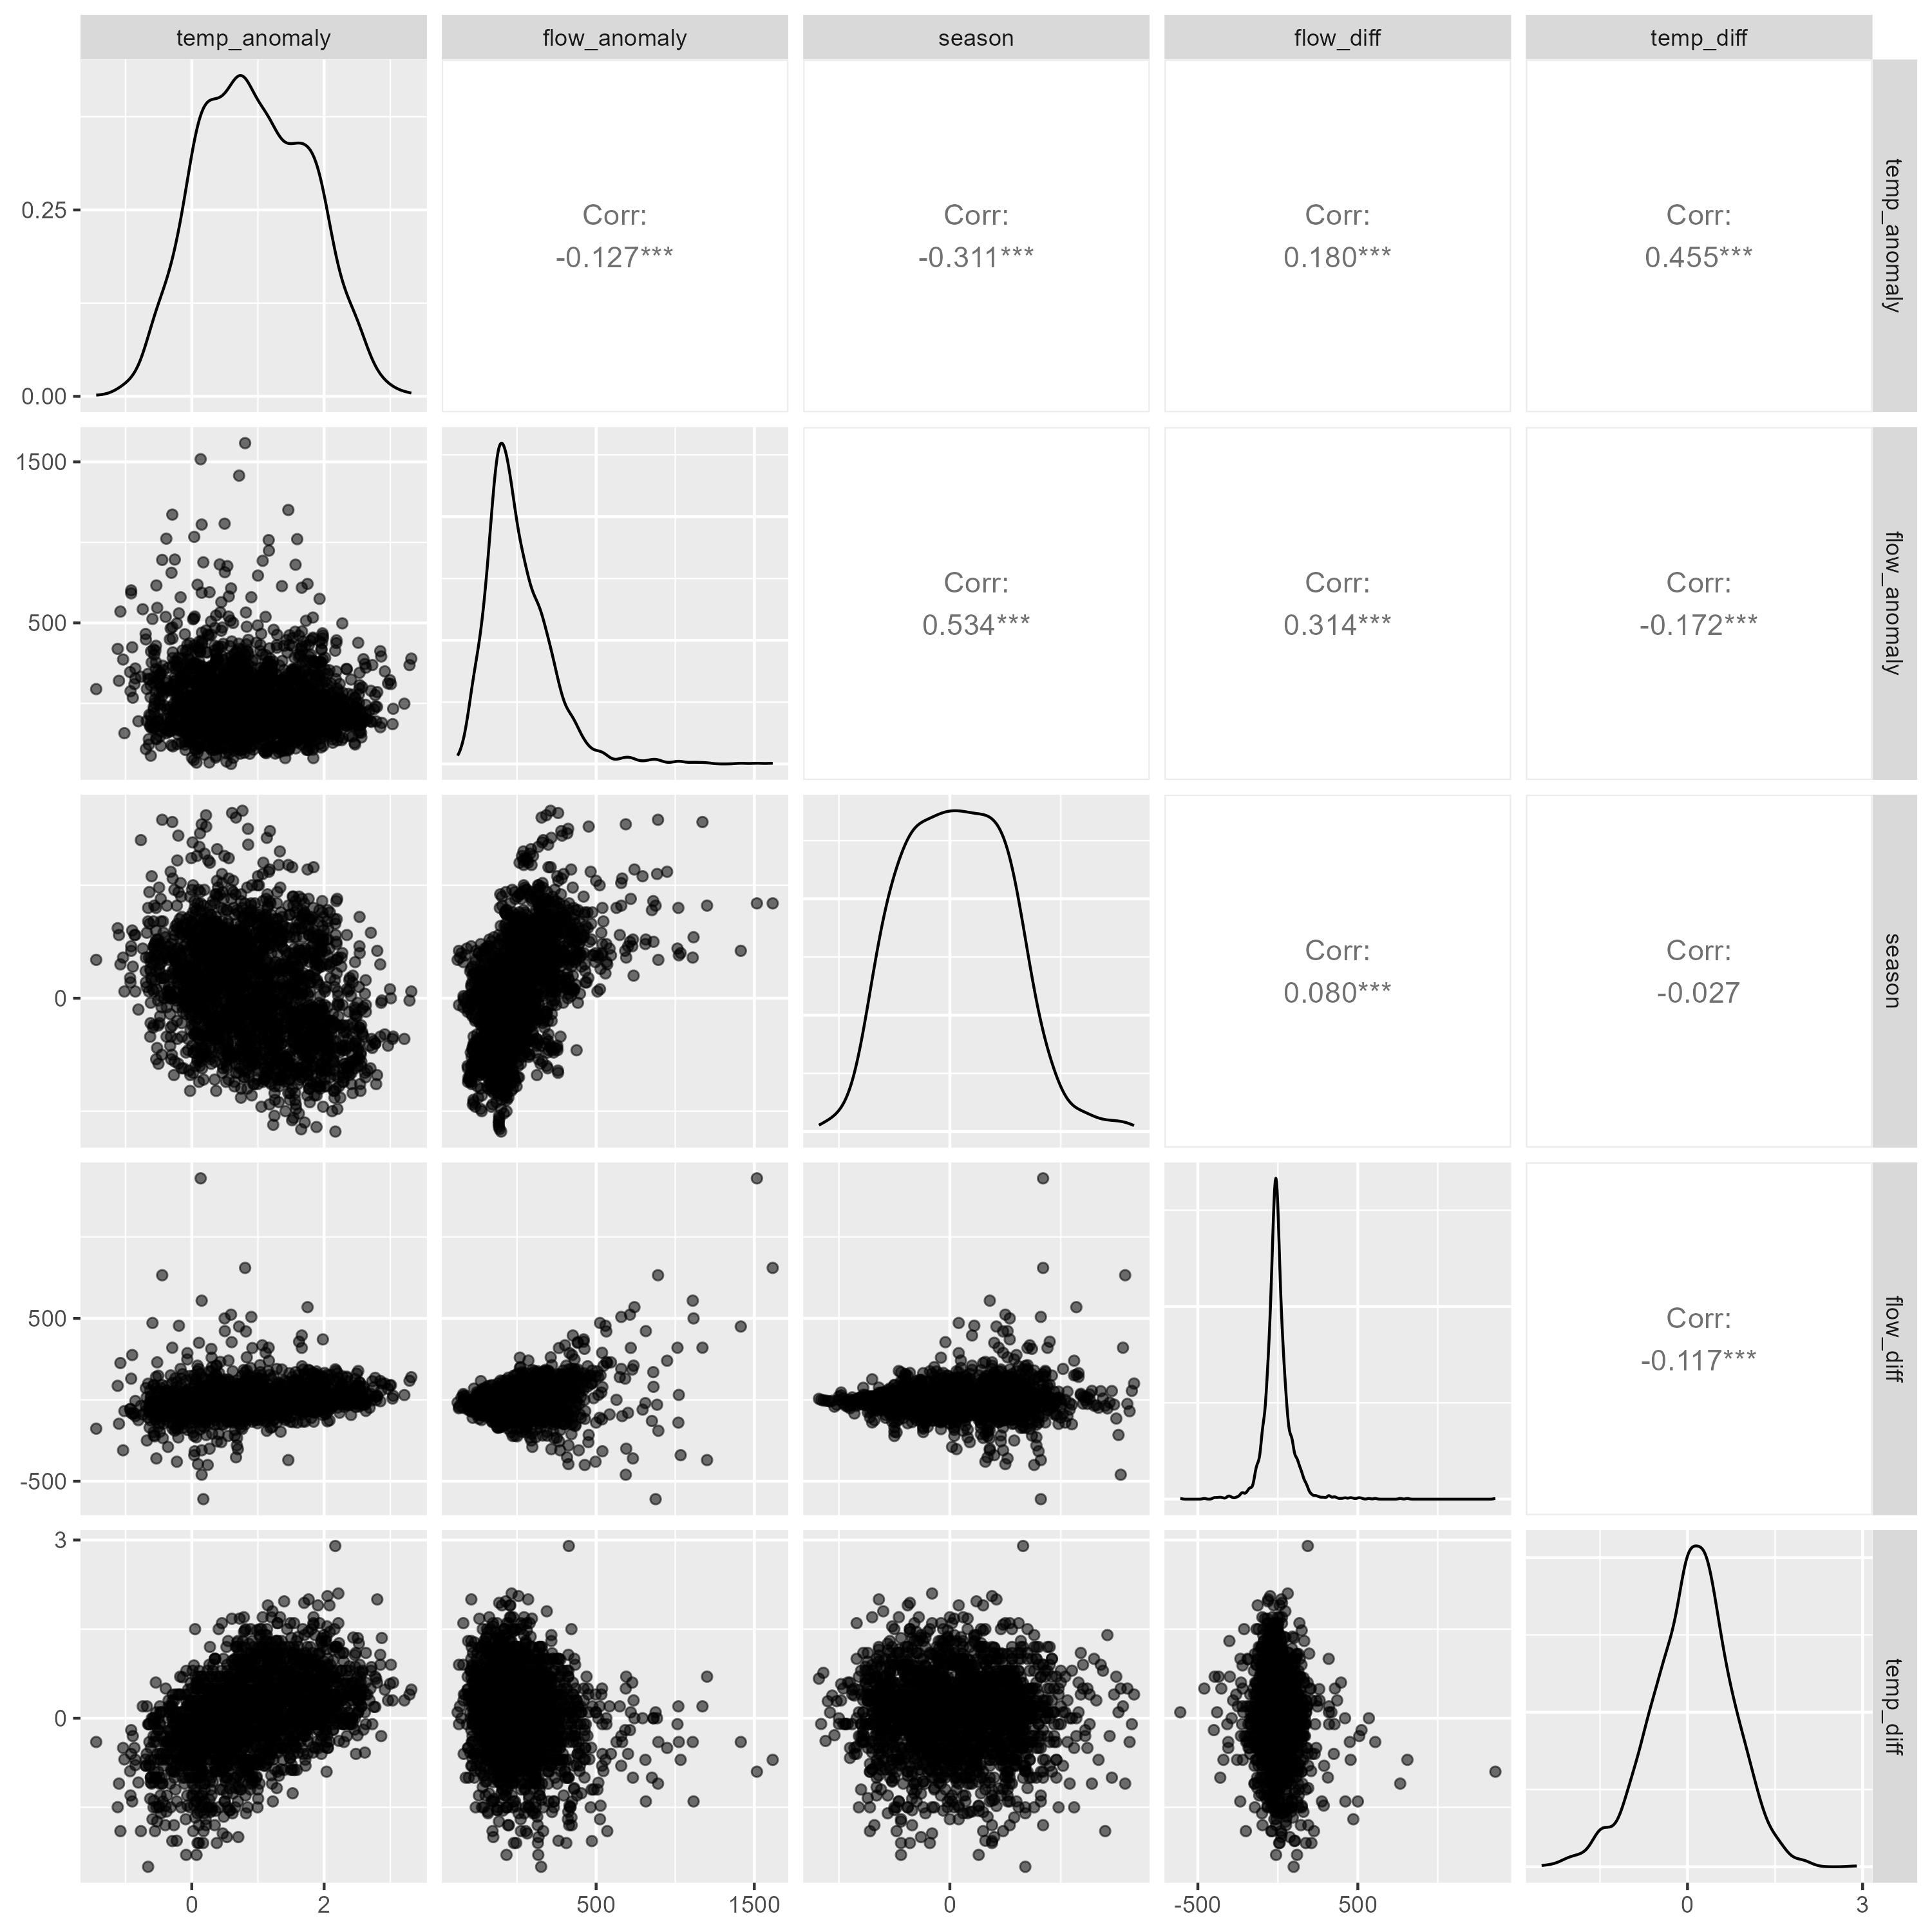 temp_anomaly
flow_anomaly
season
flow_diff
temp_diff
0.25
0.00
Corr:
-0.127***
Corr:
-0.311***
Corr:
0.180***
Corr:
0.455***
temp_anomaly
1500
500
Corr:
0.534***
Corr:
0.314***
Corr:
-0.172***
flow_anomaly
0
Corr:
0.080***
Corr:
-0.027
season
500
-500
Corr:
-0.117***
flow_diff
3
0
temp_diff
0
2
500
1500
0
-500
500
0
3